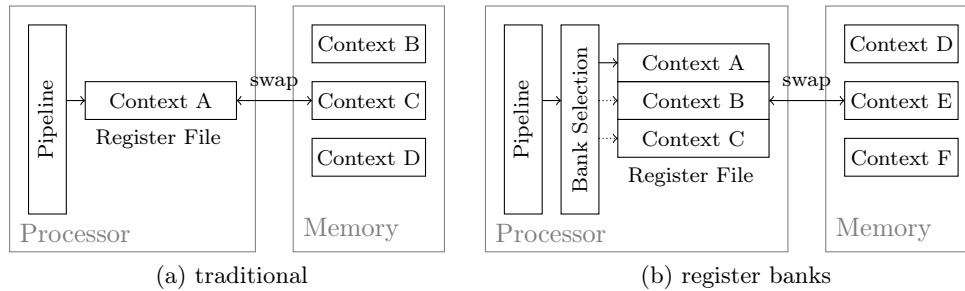 Pipeline
Context A
Register File
swap
Context B
Context C
Context D
Processor
Memory
(a) traditional
Pipeline
Bank Selection
Context A
Context B
Context C
Register File
swap
Context D
Context E
Context F
Processor
Memory
(b) register banks